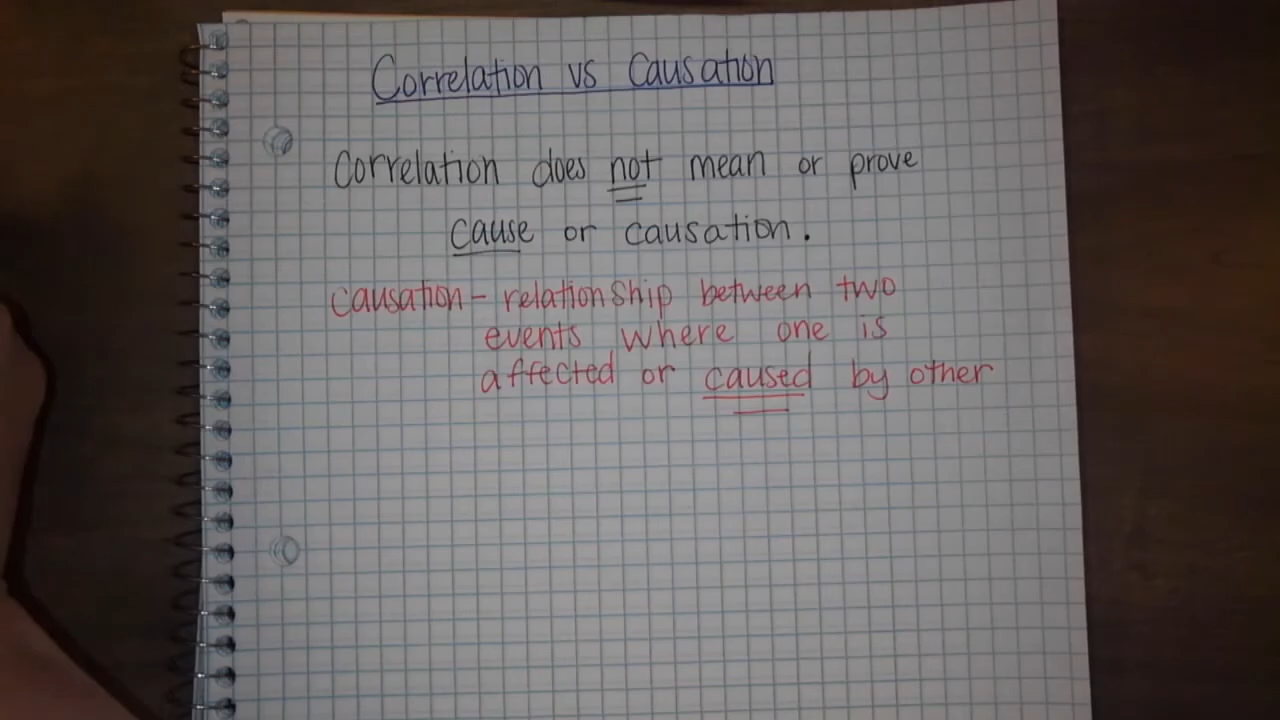 Correlation vs Causation
Correlation does not mean or prove
cause or causation.
causation - relationship between two
events where one is
affected or caused by other